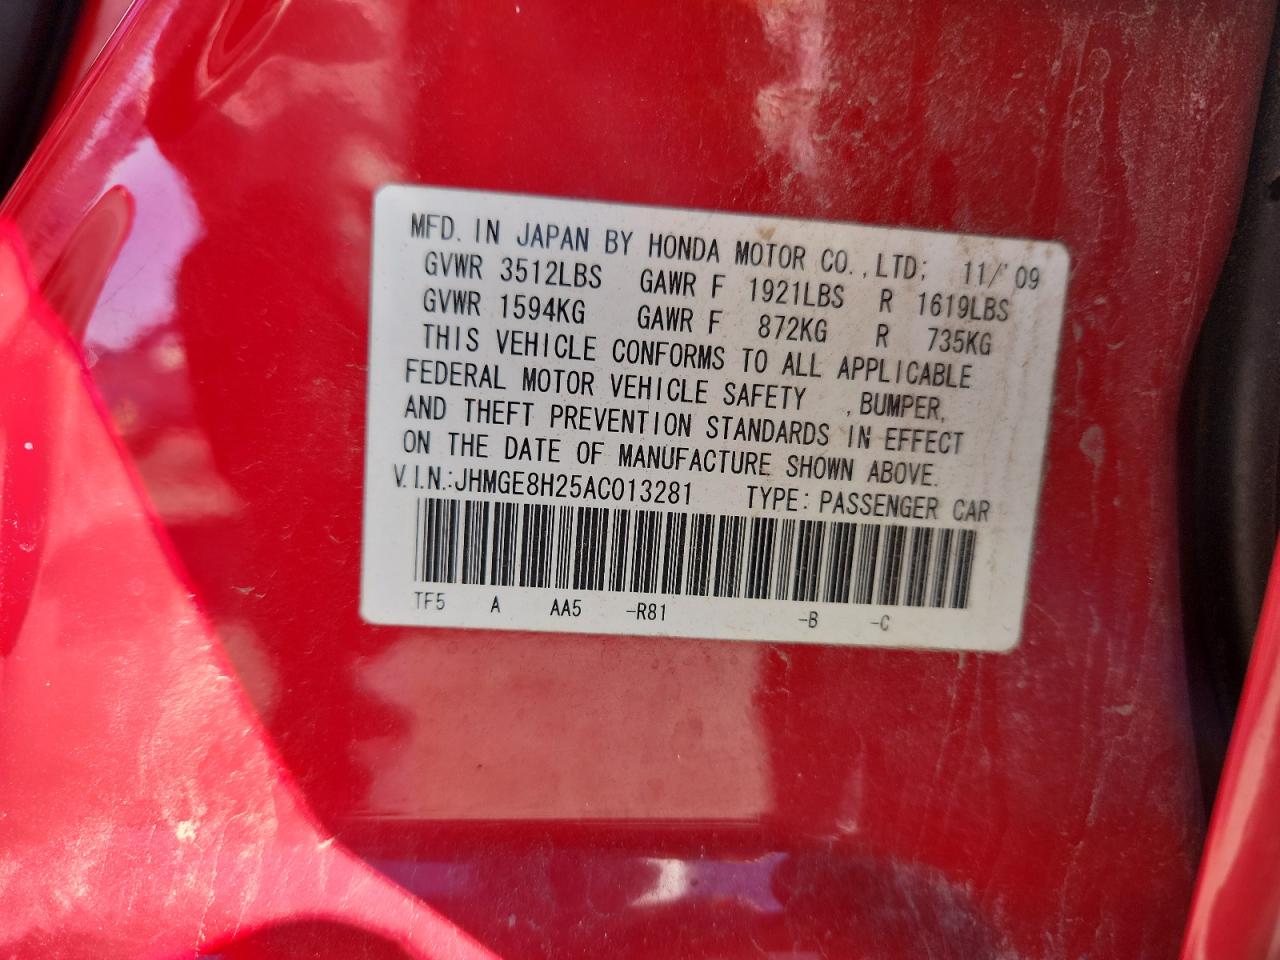 MFD. IN JAPAN BY HONDA MOTOR CO.,LTD; 11/'09
GVWR 3512LBS GAWR F 1921LBS R 1619LBS
GVWR 1594KG GAWR F 872KG R 735KG
THIS VEHICLE CONFORMS TO ALL APPLICABLE
FEDERAL MOTOR VEHICLE SAFETY ,BUMPER,
AND THEFT PREVENTION STANDARDS IN EFFECT
ON THE DATE OF MANUFACTURE SHOWN ABOVE.
V.I.N.:JHMGE8H25AC013281 TYPE: PASSENGER CAR
TF5 A AA5 -R81 -B -C